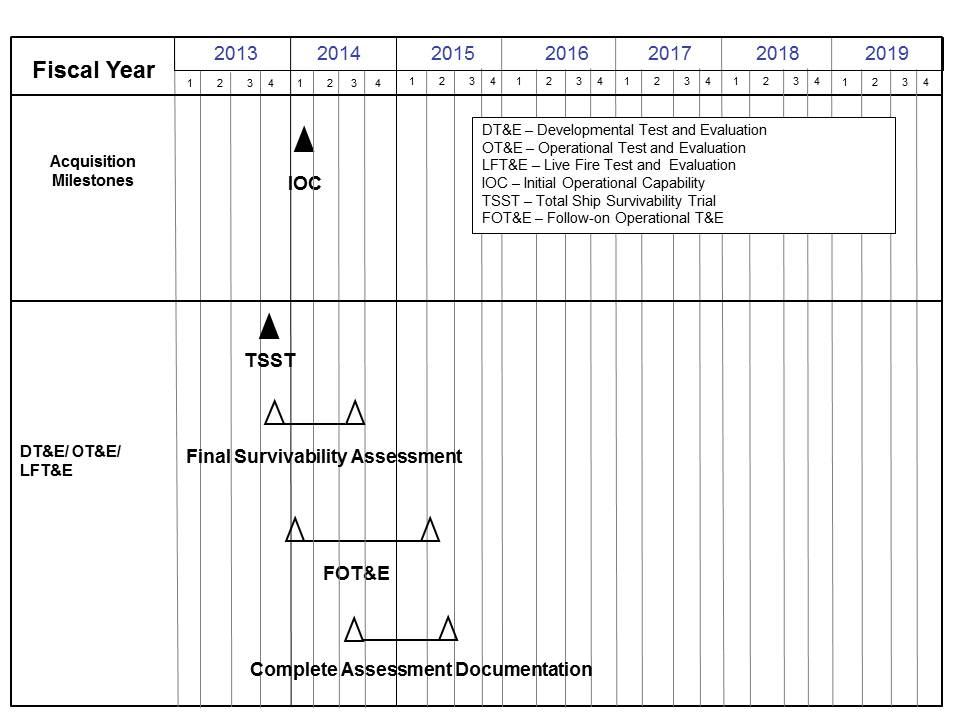 Fiscal Year
2013 2014 2015 2016 2017 2018 2019
1 2 3 4 1 2 3 4 1 2 3 4 1 2 3 4 1 2 3 4 1 2 3 4 1 2 3 4
Acquisition
Milestones
IOC
DT&E – Developmental Test and Evaluation
OT&E – Operational Test and Evaluation
LFT&E – Live Fire Test and Evaluation
IOC – Initial Operational Capability
TSST – Total Ship Survivability Trial
FOT&E – Follow-on Operational T&E
DT&E/ OT&E/
LFT&E
TSST
Final Survivability Assessment
FOT&E
Complete Assessment Documentation